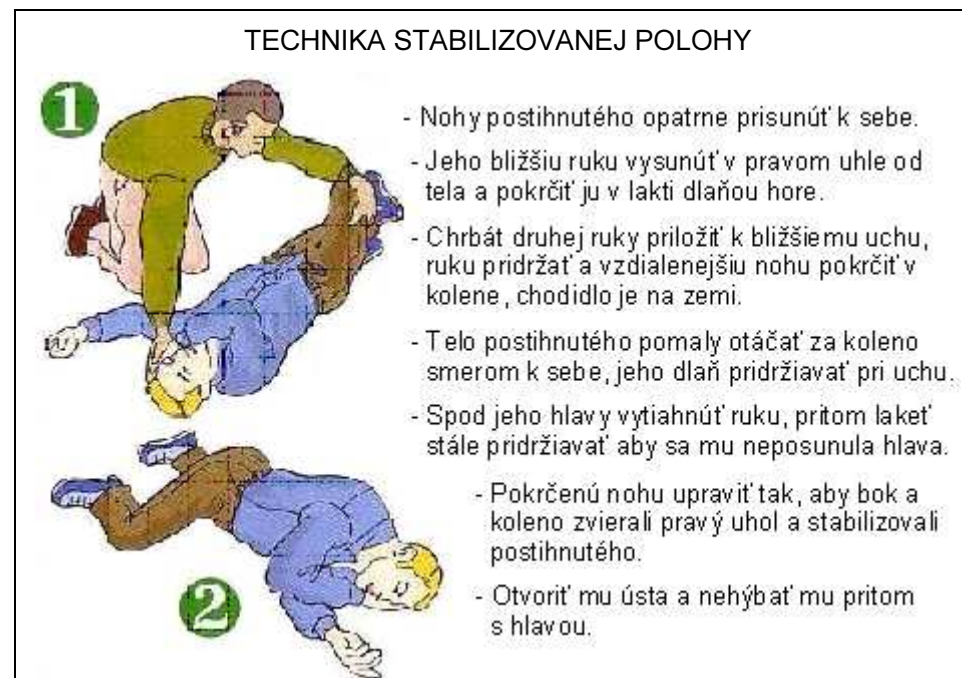 TECHNIKA STABILIZOVANEJ POLOHY
1
- Nohy postihnutého opatrne prisunúť k sebe.
- Jeho bližšiu ruku vysunúť v pravom uhle od
tela a pokrčiť ju v lakti dlaňou hore.
- Chrbát druhej ruky priložiť k bližšiemu uchu,
ruku pridržať a vzdialenejšiu nohu pokrčiť v
kolene, chodidlo je na zemi.
- Telo postihnutého pomaly otáčať za koleno
smerom k sebe, jeho dlaň pridržiavať pri uchu.
- Spod jeho hlavy vytiahnúť ruku, pritom lakeť
stále pridržiavať aby sa mu neposunula hlava.
- Pokrčenú nohu upraviť tak, aby bok a
koleno zvierali pravý uhol a stabilizovali
postihnutého.
2
- Otvoriť mu ústa a nehýbať mu pritom
s hlavou.